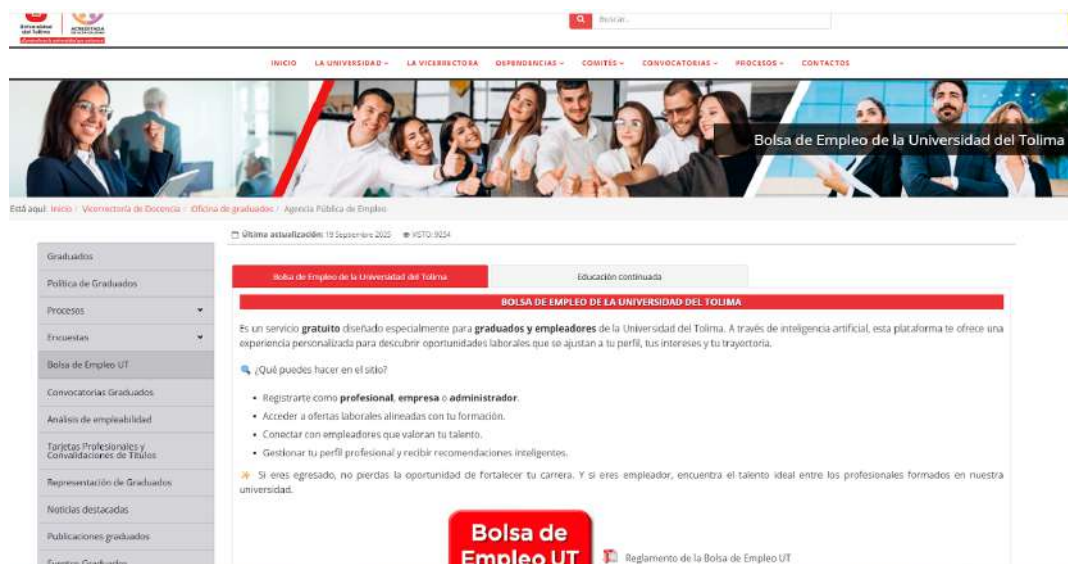 Universidad
del Tolima
ACREDITADA
Buscar..
INICIO LA UNIVERSIDAD LA VICERRECTORA DEPENDENCIAS COMITÉS CONVOCATORIAS PROCESOS CONTACTOS
Bolsa de Empleo de la Universidad del Tolima
Está aquí: Inicio / Vicerrectoría de Docencia / Oficina de graduados / Agencia Pública de Empleo
Última actualización: 19 Septiembre 2025 VISTO: 9254
Graduados
Política de Graduados
Procesos
Encuestas
Bolsa de Empleo UT
Convocatorias Graduados
Análisis de empleabilidad
Tarjetas Profesionales y
Convalidaciones de Títulos
Representación de Graduados
Noticias destacadas
Publicaciones graduados
Eventos Graduados
Bolsa de Empleo de la Universidad del Tolima Educación continuada
BOLSA DE EMPLEO DE LA UNIVERSIDAD DEL TOLIMA
Es un servicio gratuito diseñado especialmente para graduados y empleadores de la Universidad del Tolima. A través de inteligencia artificial, esta plataforma te ofrece una
experiencia personalizada para descubrir oportunidades laborales que se ajustan a tu perfil, tus intereses y tu trayectoria.
¿Qué puedes hacer en el sitio?
• Registrarte como profesional, empresa o administrador.
• Acceder a ofertas laborales alineadas con tu formación.
• Conectar con empleadores que valoran tu talento.
• Gestionar tu perfil profesional y recibir recomendaciones inteligentes.
Si eres egresado, no pierdas la oportunidad de fortalecer tu carrera. Y si eres empleador, encuentra el talento ideal entre los profesionales formados en nuestra
universidad.
Bolsa de
Empleo UT
Reglamento de la Bolsa de Empleo UT